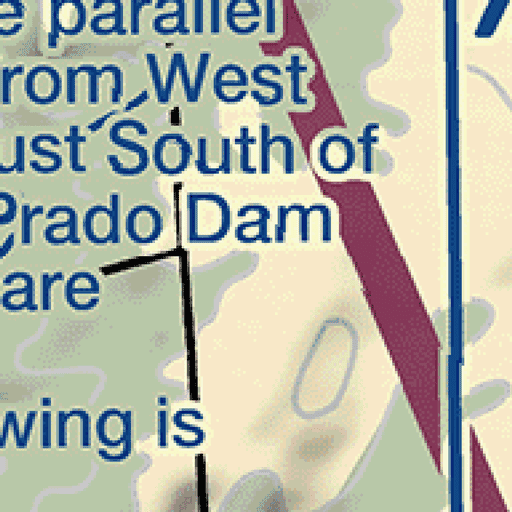 e parallel
rom West
ust South of
Prado Dam
are
wing is